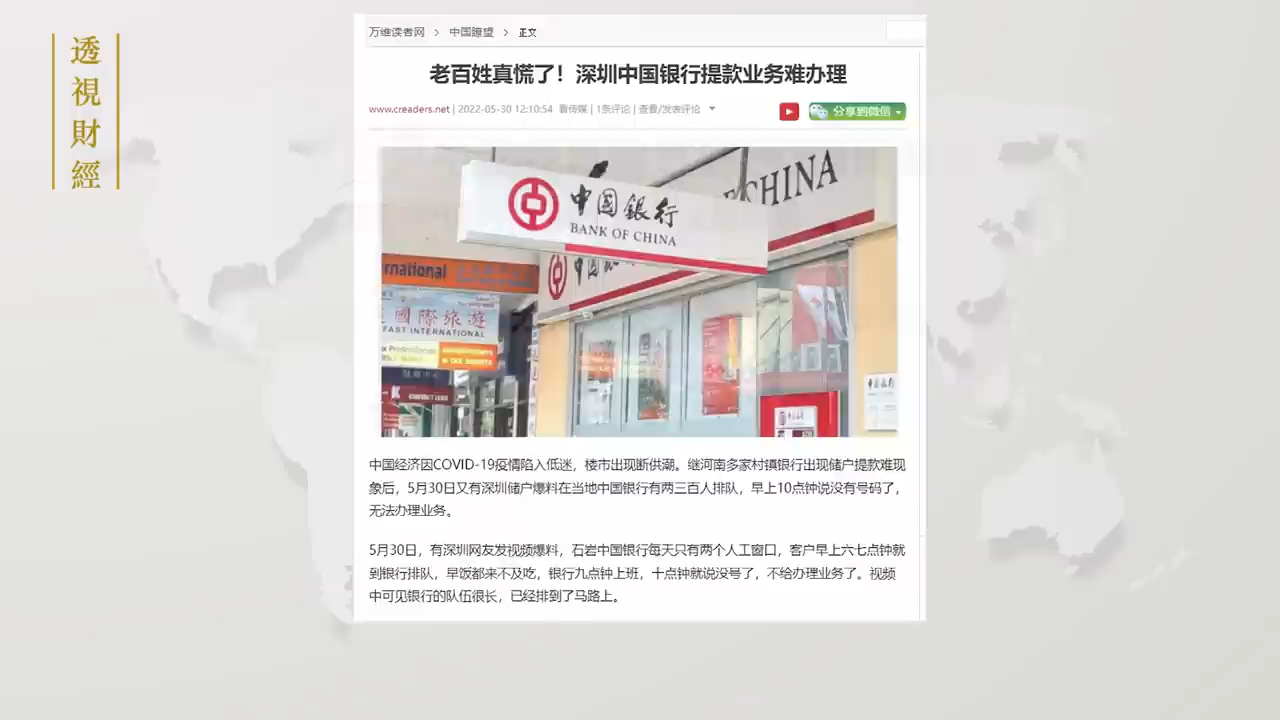 透視財經
万维读者网 > 中国瞭望 > 正文
老百姓真慌了！深圳中国银行提款业务难办理
www.creaders.net | 2022-05-30 12:10:54 看传媒 | 1条评论 | 查看/发表评论
分享到微信
CHINA
中国銀行
BANK OF CHINA
rnational
國際旅遊
FAST INTERNATIONAL
中国经济因COVID-19疫情陷入低迷，楼市出现断供潮。继河南多家村镇银行出现储户提款难现
象后，5月30日又有深圳储户爆料在当地中国银行有两三百人排队，早上10点钟说没有号码了，
无法办理业务。
5月30日，有深圳网友发视频爆料，石岩中国银行每天只有两个人工窗口，客户早上六七点钟就
到银行排队，早饭都来不及吃，银行九点钟上班，十点钟就说没号了，不给办理业务了。视频
中可见银行的队伍很长，已经排到了马路上。